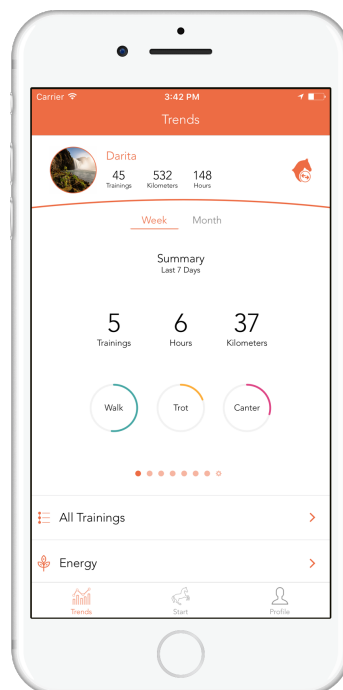 Carrier 3:42 PM
Trends
Darita
45 532 148
Trainings Kilometers Hours
Week Month
Summary
Last 7 Days
5 6 37
Trainings Hours Kilometers
Walk Trot Canter
All Trainings
Energy
Trends Start Profile